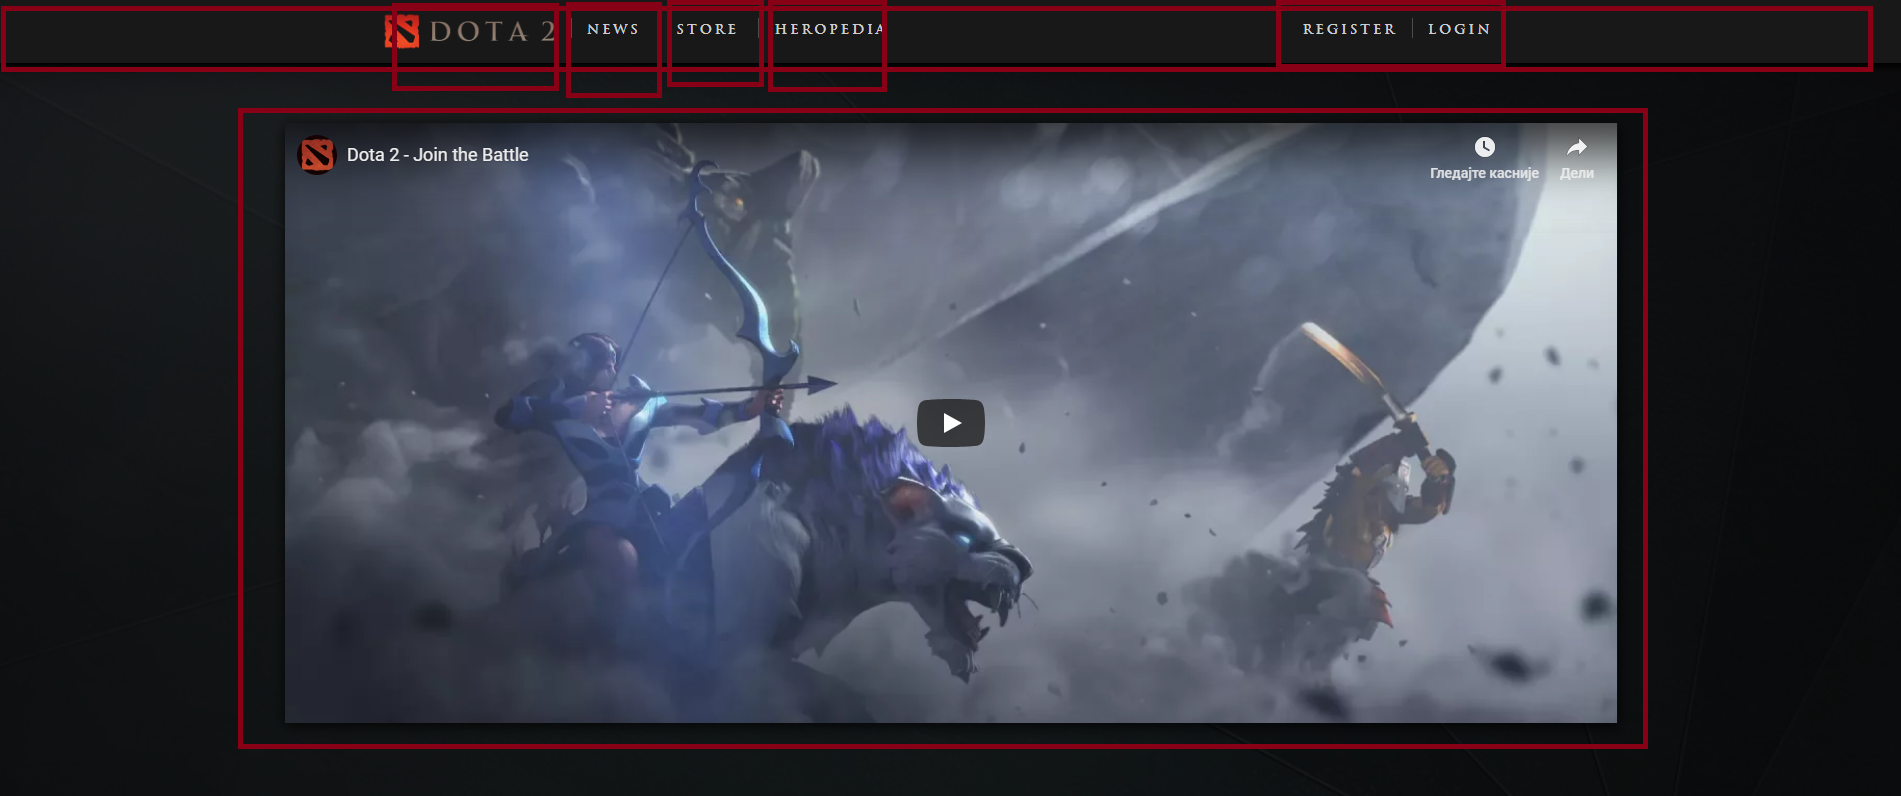 DOTA 2 NEWS STORE HEROPEDIA REGISTER LOGIN
Dota 2 - Join the Battle
Гледајте касније Дели